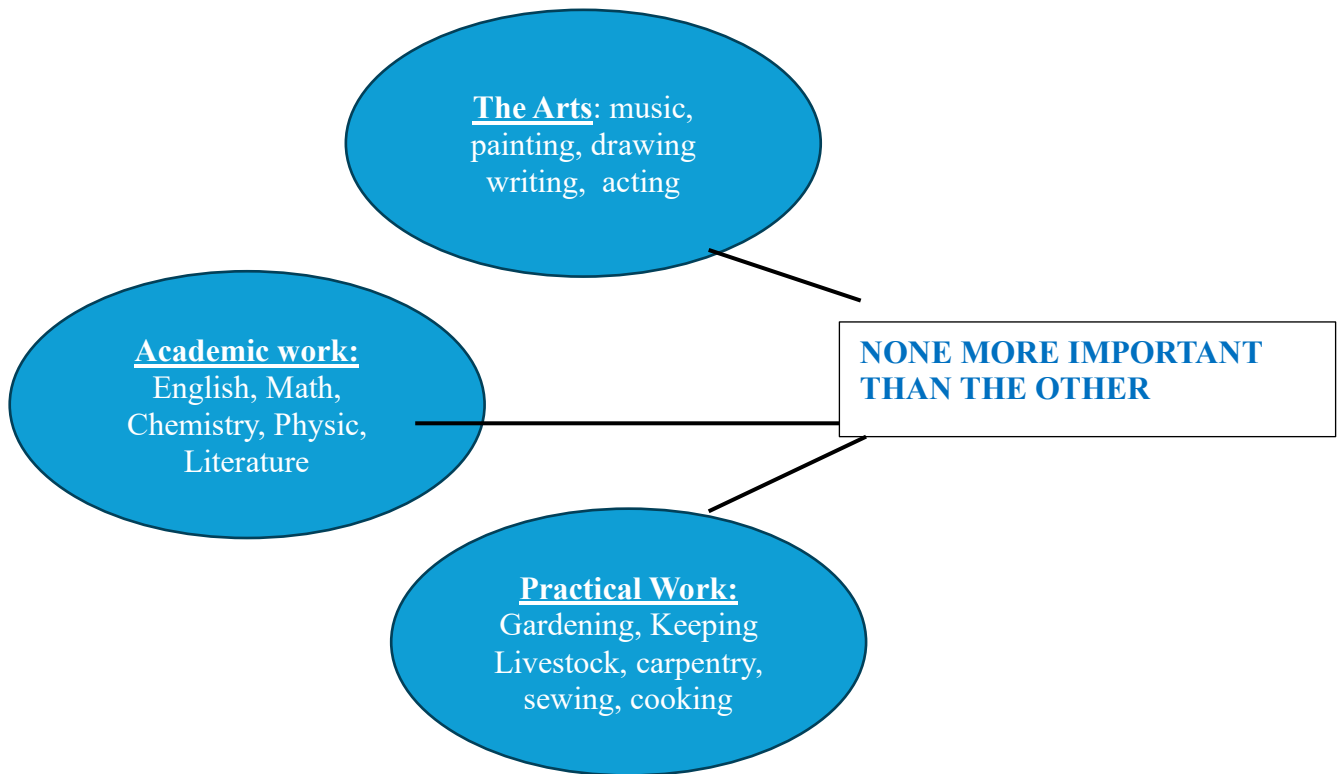 The Arts: music,
painting, drawing
writing,  acting
Academic work:
English, Math,
Chemistry, Physic,
Literature
NONE MORE IMPORTANT
THAN THE OTHER
Practical Work:
Gardening, Keeping
Livestock, carpentry,
sewing, cooking